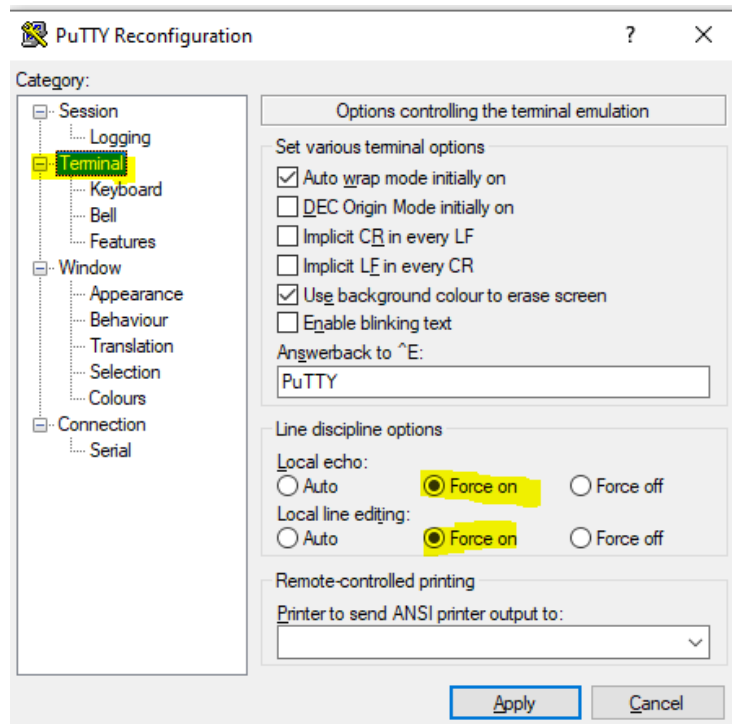 PuTTY Reconfiguration
?
Category:
Session
Logging
Terminal
Keyboard
Bell
Features
Window
Appearance
Behaviour
Translation
Selection
Colours
Connection
Serial
Options controlling the terminal emulation
Set various terminal options
Auto wrap mode initially on
DEC Origin Mode initially on
Implicit CR in every LF
Implicit LF in every CR
Use background colour to erase screen
Enable blinking text
Answerback to ^E:
PuTTY
Line discipline options
Local echo:
Auto Force on Force off
Local line editing:
Auto Force on Force off
Remote-controlled printing
Printer to send ANSI printer output to:
Apply Cancel